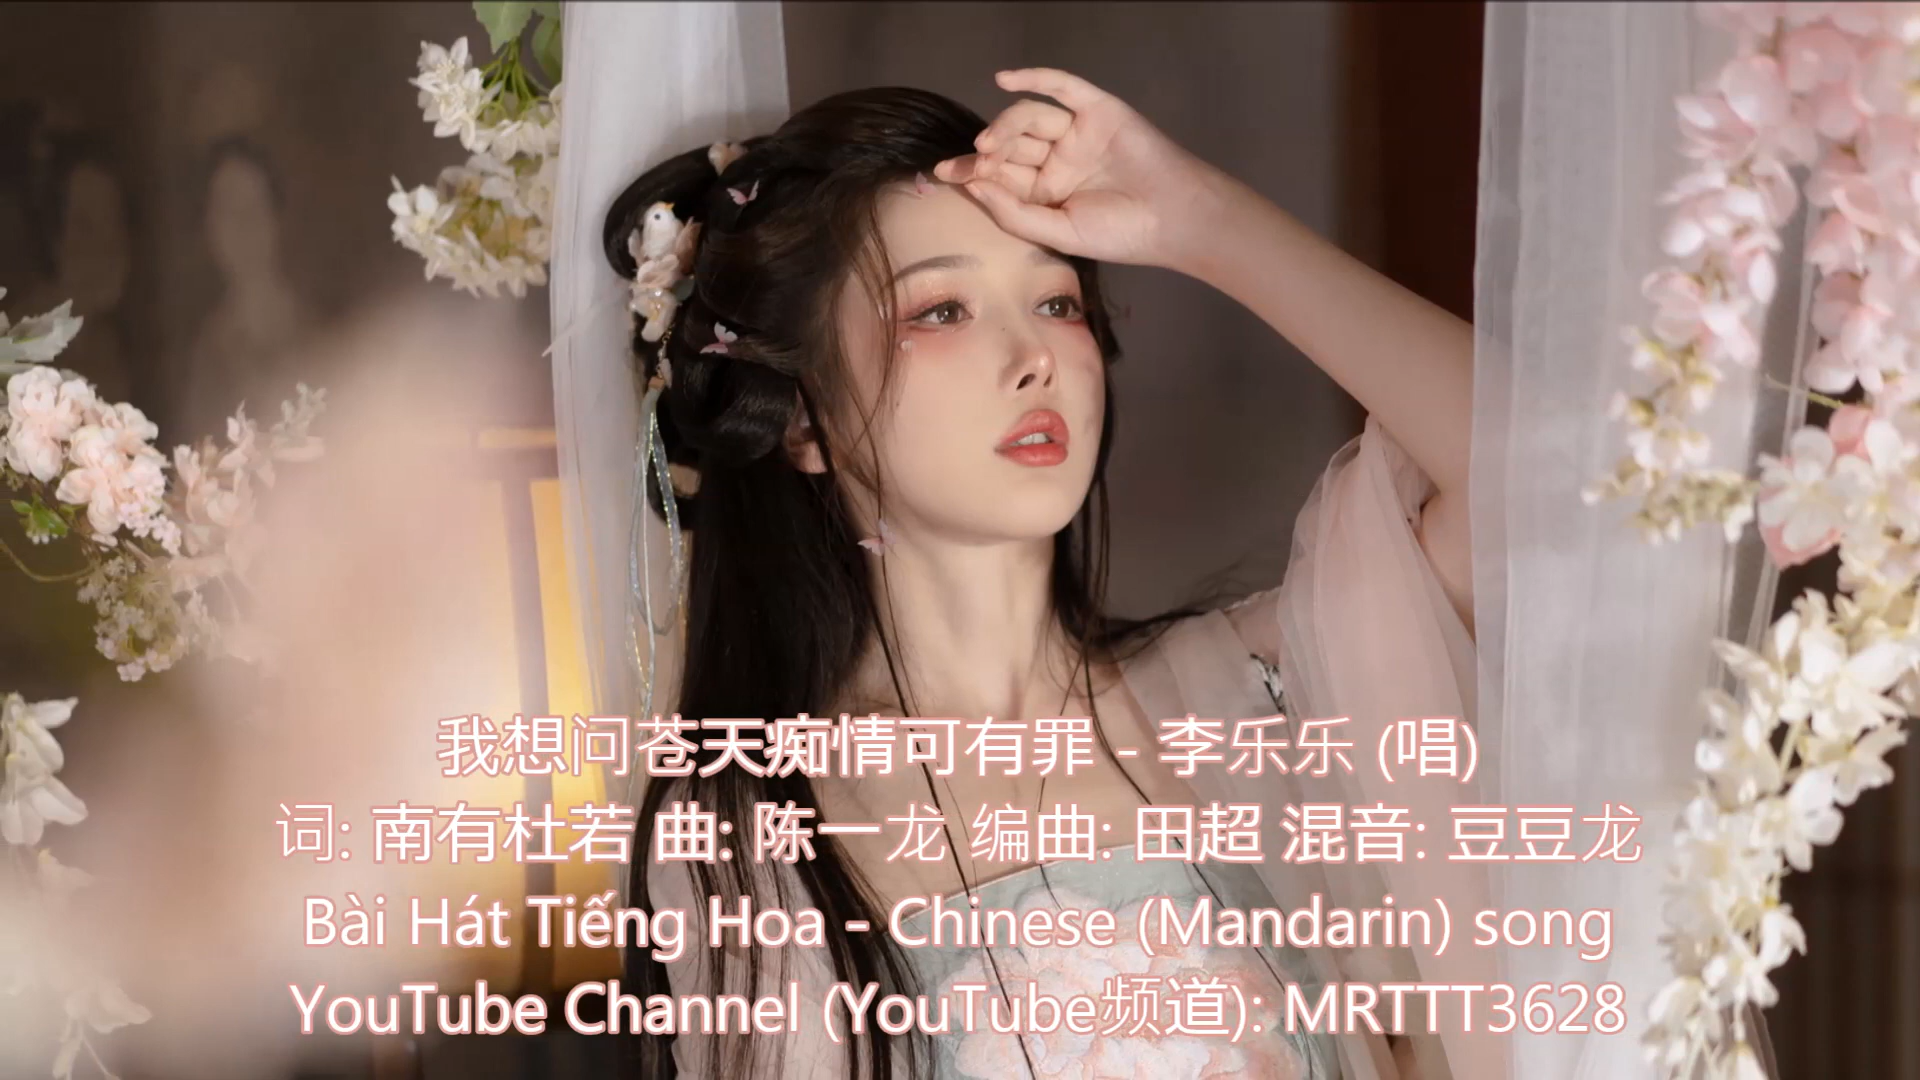 我想问苍天痴情可有罪 - 李乐乐 (唱)
词: 南有杜若 曲: 陈一龙 编曲: 田超 混音: 豆豆龙
Bài Hát Tiếng Hoa - Chinese (Mandarin) song
YouTube Channel (YouTube频道): MRTTT3628